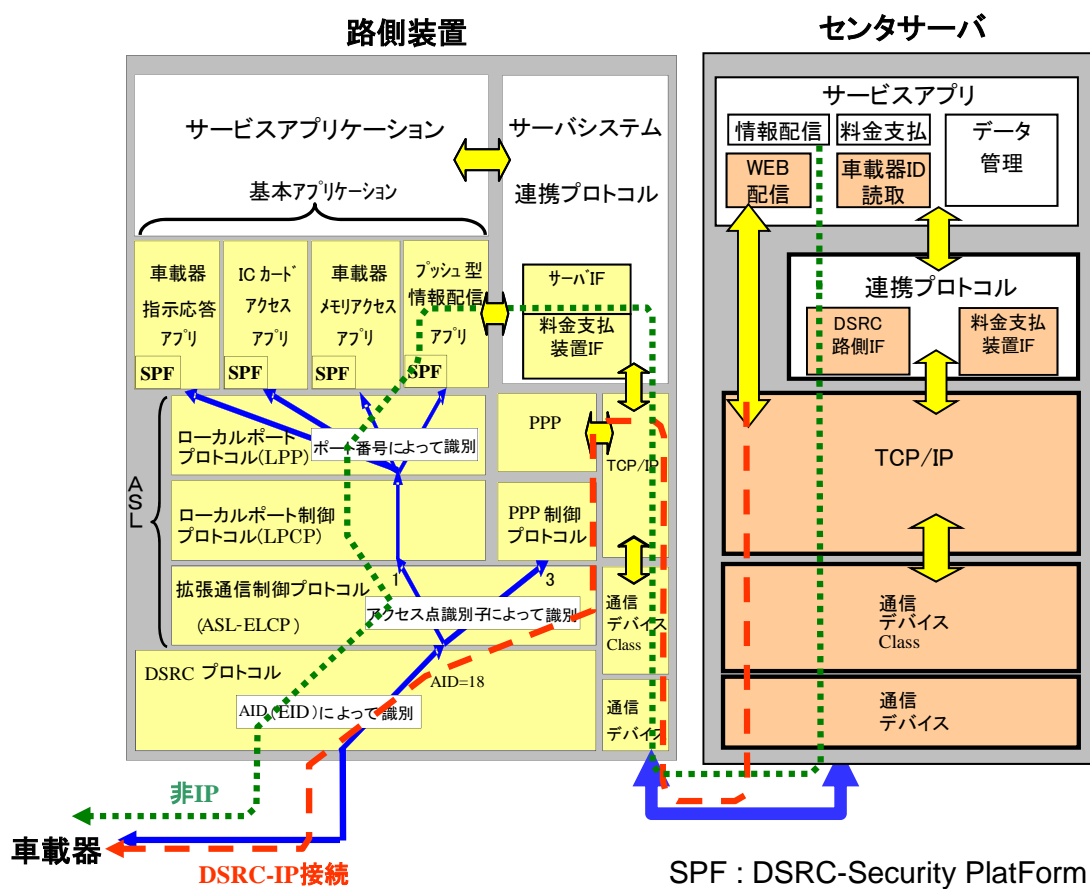 路側装置
センタサーバ
サービスアプリケーション
基本アプリケーション
サーバシステム
連携プロトコル
車載器
指示応答
アプリ
SPF
ICカード
アクセス
アプリ
SPF
車載器
メモリアクセス
アプリ
SPF
プッシュ型
情報配信
アプリ
SPF
サーバIF
料金支払
装置IF
ASL
ローカルポート
プロトコル(LPP)
ポート番号によって識別
ローカルポート制御
プロトコル(LPCP)
PPP
TCP/IP
PPP制御
プロトコル
拡張通信制御プロトコル
(ASL-ELCP)
1
3
アクセス点識別子によって識別
通信
デバイス
Class
DSRC プロトコル
AID=18
AID(EID)によって識別
通信
デバイス
サービスアプリ
情報配信
料金支払
データ
管理
WEB
配信
車載器ID
読取
連携プロトコル
DSRC
路側IF
料金支払
装置IF
TCP/IP
通信
デバイス
Class
通信
デバイス
非IP
車載器
DSRC-IP接続
SPF : DSRC-Security PlatForm